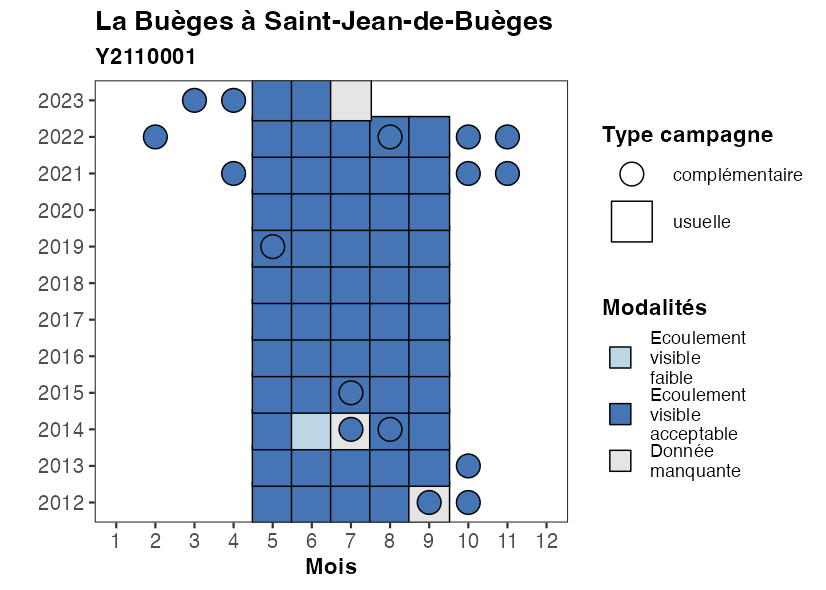 La Buèges à Saint-Jean-de-Buèges
Y2110001
2023
2022
2021
2020
2019
2018
2017
2016
2015
2014
2013
2012
1 2 3 4 5 6 7 8 9 10 11 12
Mois
Type campagne
complémentaire
usuelle
Modalités
Ecoulement
visible
faible
Ecoulement
visible
acceptable
Donnée
manquante